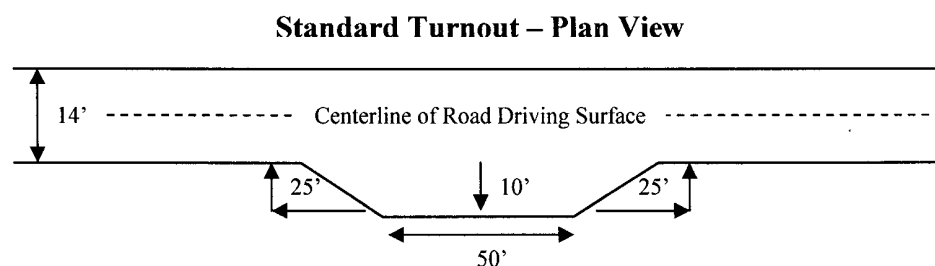 Standard Turnout – Plan View
14'
Centerline of Road Driving Surface
25'
10'
25'
50'